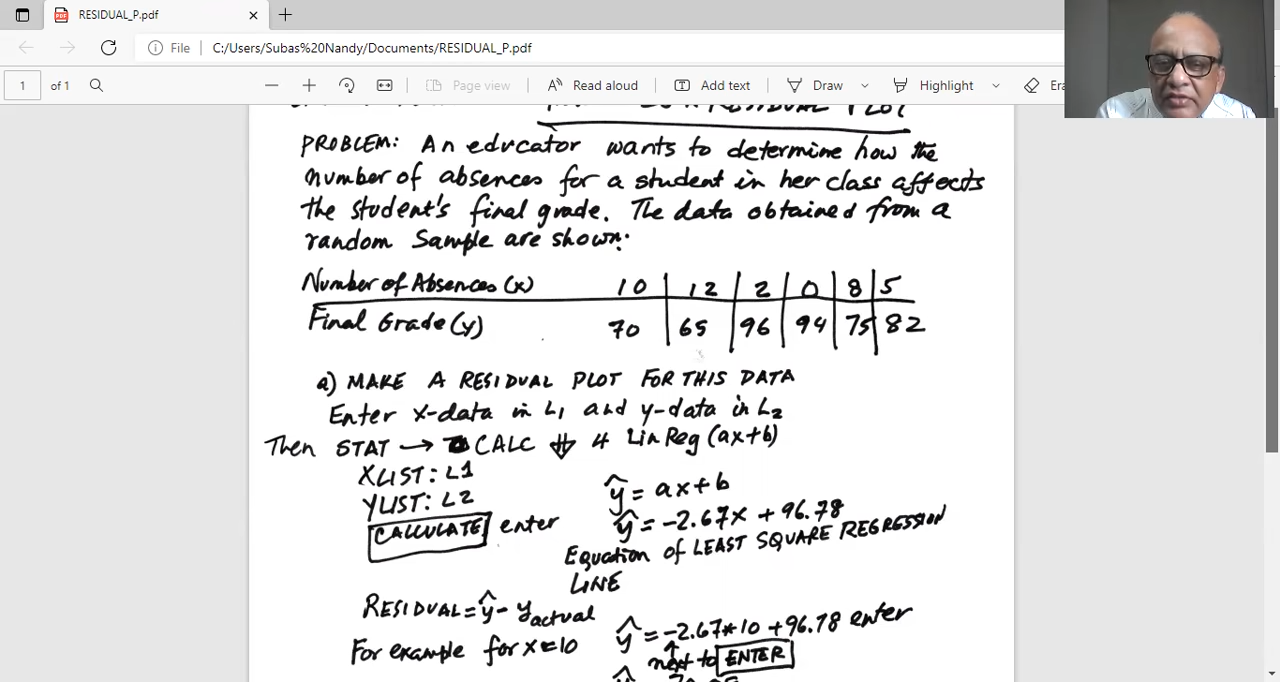 RESIDUAL_P.pdf
File C:/Users/Subas%20Nandy/Documents/RESIDUAL_P.pdf
1 of 1 Page view Read aloud Add text Draw Highlight Era
RESIDUAL PLOT
PROBLEM: An educator wants to determine how the
number of absences for a student in her class affects
the student's final grade. The data obtained from a
random Sample are shown:
Number of Absences (x) 10 12 2 0 8 5
Final Grade (y) 70 65 96 94 75 82
a) MAKE A RESIDUAL PLOT FOR THIS DATA
Enter x-data in L1 and y-data in L2
Then STAT → CALC 4 LinReg (ax+b)
XLIST: L1
YLIST: L2
CALCULATE enter
ŷ = ax+b
ŷ = -2.67x + 96.78
Equation of LEAST SQUARE REGRESSION
LINE
RESIDUAL = ŷ - y actual
For example for x = 10
ŷ = -2.67*10 + 96.78 enter
next to ENTER